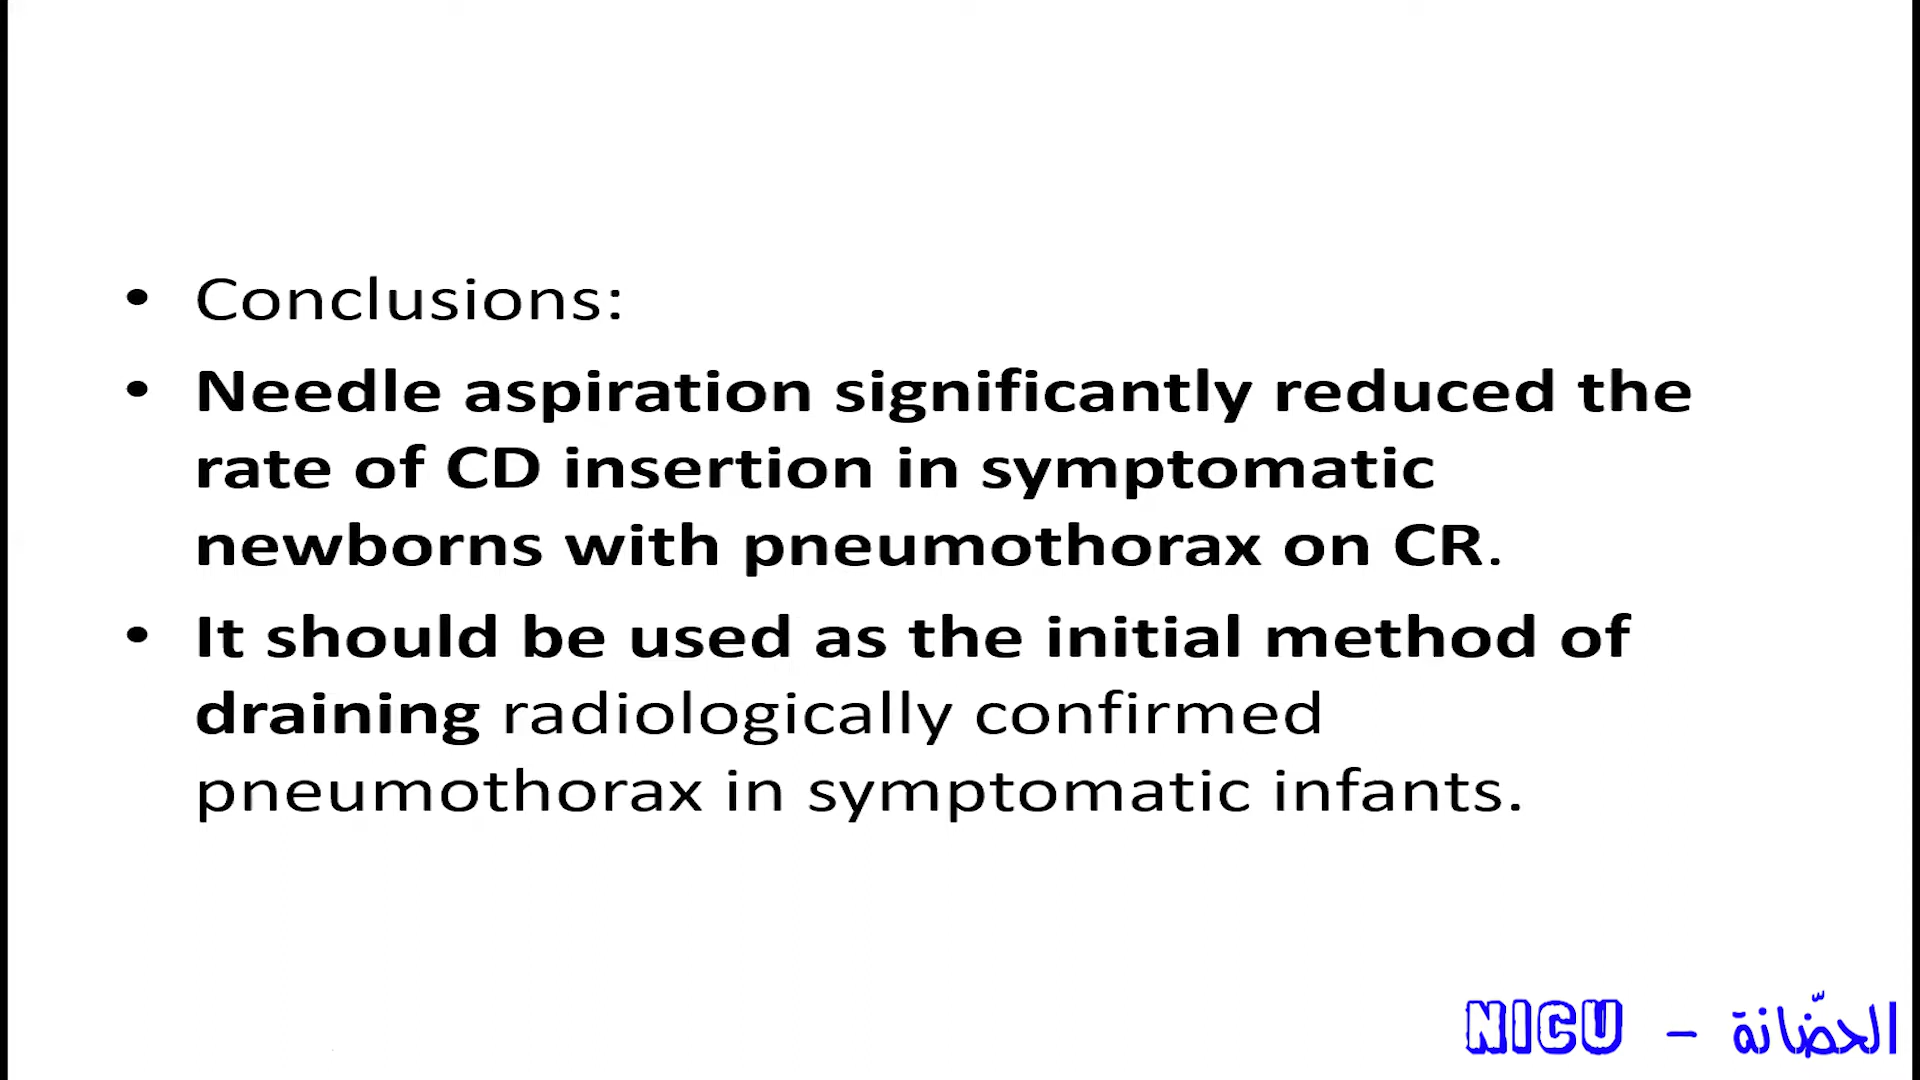 • Conclusions:
• Needle aspiration significantly reduced the
rate of CD insertion in symptomatic
newborns with pneumothorax on CR.
• It should be used as the initial method of
draining radiologically confirmed
pneumothorax in symptomatic infants.
NICU – الحضّانة